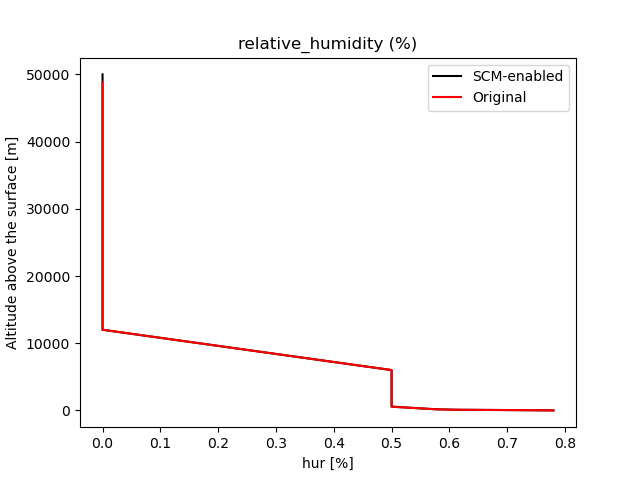 relative_humidity (%)
SCM-enabled
Original
Altitude above the surface [m]
50000
40000
30000
20000
10000
0
0.0 0.1 0.2 0.3 0.4 0.5 0.6 0.7 0.8
hur [%]